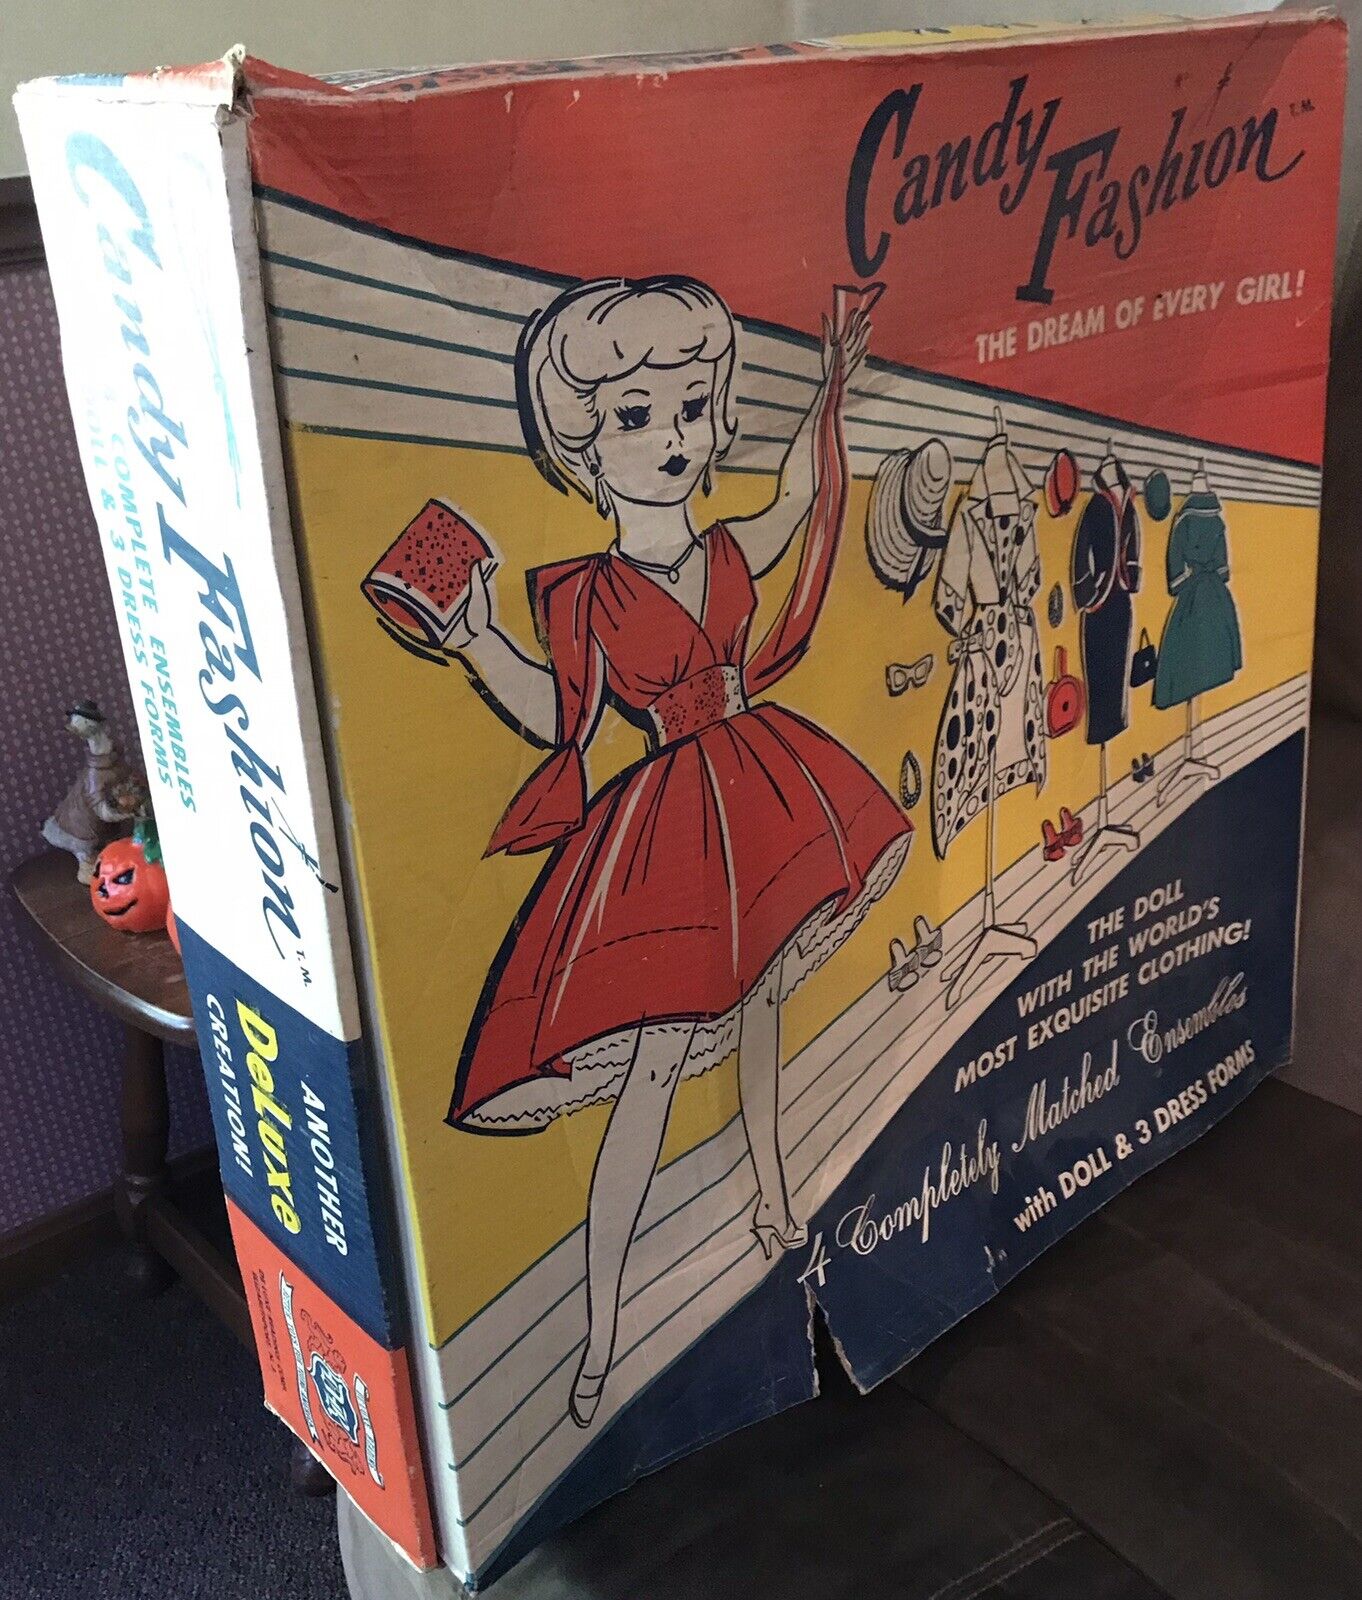 Candy Fashion T.M.
THE DREAM OF EVERY GIRL!
THE DOLL
WITH THE WORLD'S
MOST EXQUISITE CLOTHING!
4 Completely Matched Ensembles
with DOLL & 3 DRESS FORMS
Candy Fashion T.M.
COMPLETE ENSEMBLES
DOLL & 3 DRESS FORMS
ANOTHER
DeLuxe
CREATION!